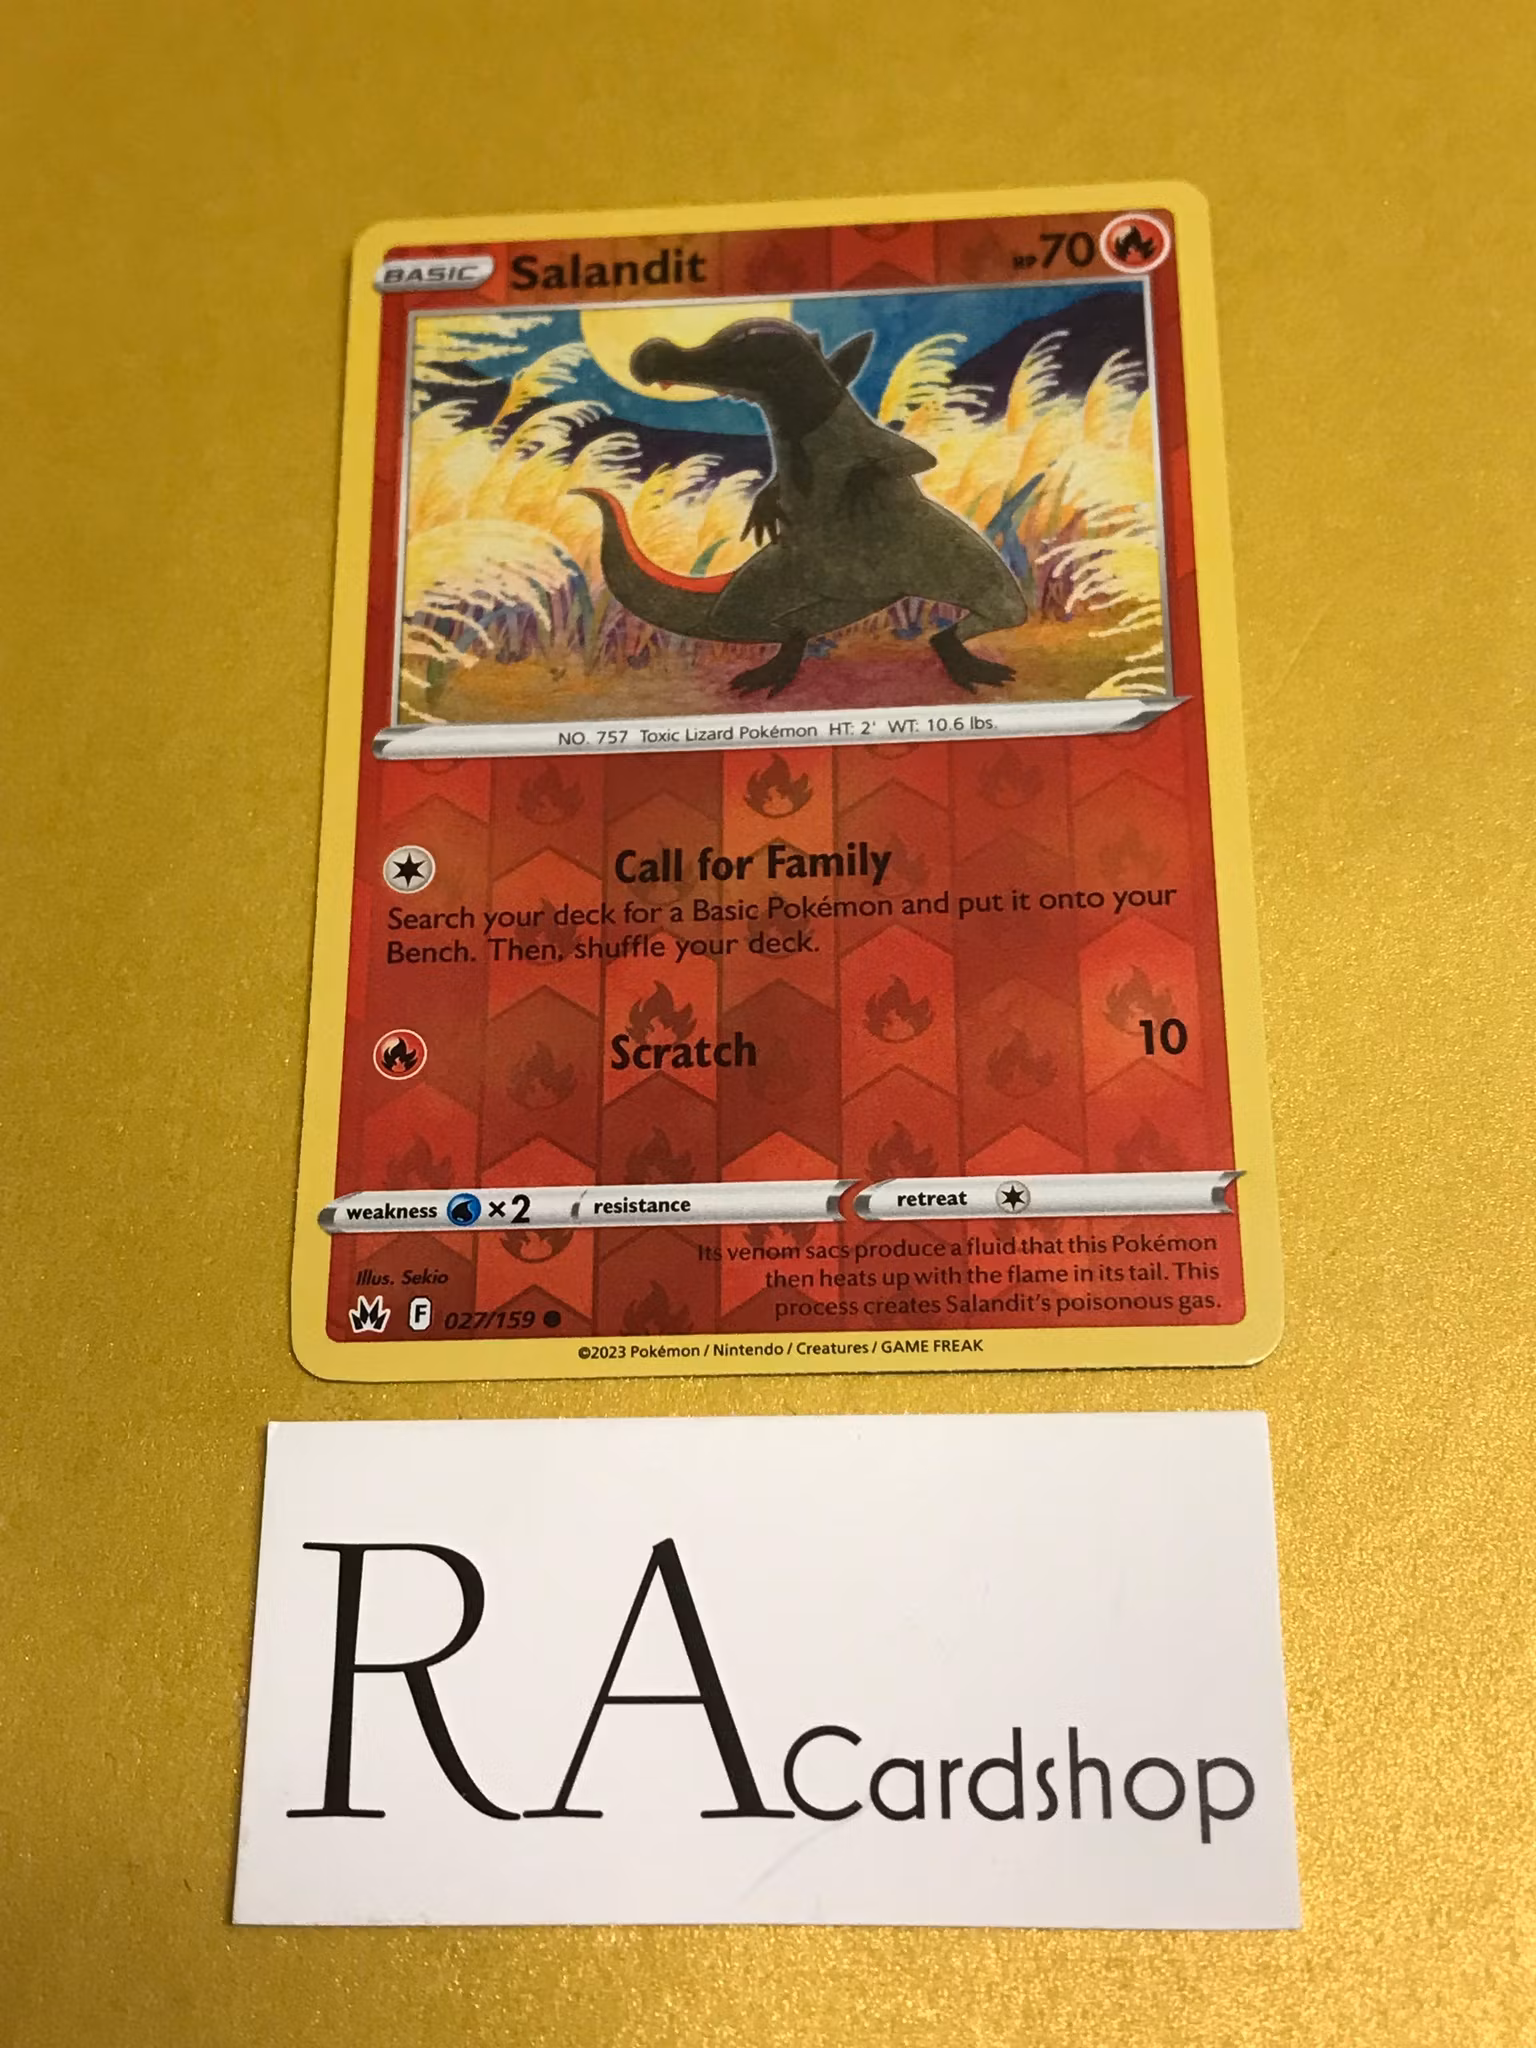 BASIC Salandit HP 70
NO. 757 Toxic Lizard Pokémon HT: 2' WT: 10.6 lbs.
Call for Family
Search your deck for a Basic Pokémon and put it onto your
Bench. Then, shuffle your deck.
Scratch 10
weakness ×2 resistance retreat
Its venom sacs produce a fluid that this Pokémon
then heats up with the flame in its tail. This
process creates Salandit's poisonous gas.
Illus. Sekio
F 027/159
©2023 Pokémon / Nintendo / Creatures / GAME FREAK
RA Cardshop